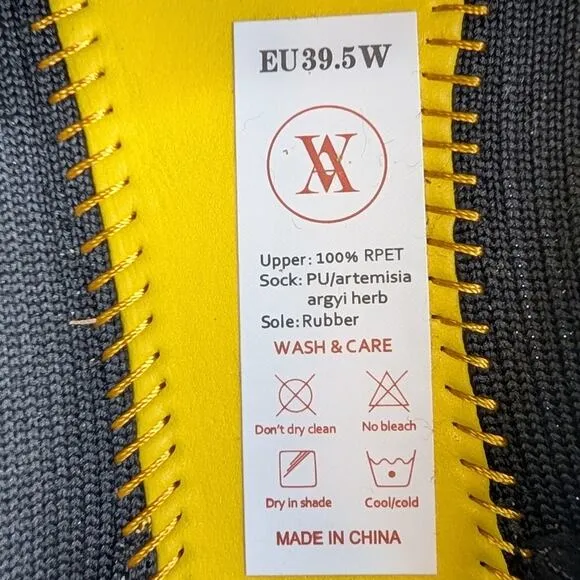 EU39.5W
VA
Upper: 100% RPET
Sock: PU/artemisia
argyi herb
Sole: Rubber
WASH & CARE
Don't dry clean
No bleach
Dry in shade
Cool/cold
MADE IN CHINA